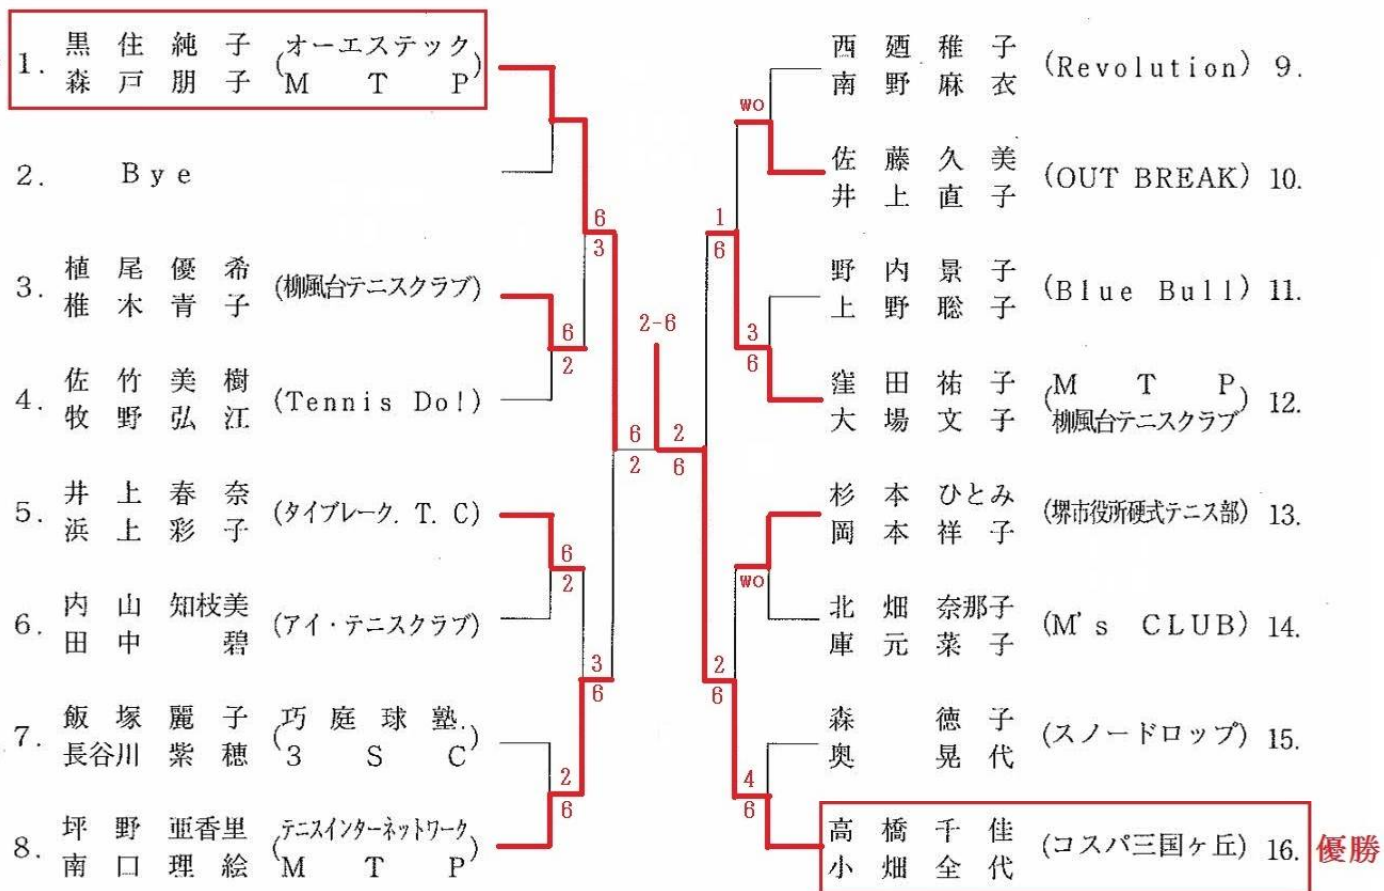 1. 黒住純子 (オーエステック
森戸朋子 M T P)
2. Bye
3. 植尾優希 (柳風台テニスクラブ)
椎木青子
4. 佐竹美樹 (Tennis Do!)
牧野弘江
5. 井上春奈 (タイブレーク. T. C)
浜上彩子
6. 内山知枝美 (アイ・テニスクラブ)
田中碧
7. 飯塚麗子 (巧庭球塾.
長谷川紫穂 3 S C)
8. 坪野亜香里 (テニスインターネットワーク
南口理絵 M T P)
6
3
6
2
6
2
6
2
3
6
2
6
2-6
2
6
wo
1
6
3
6
wo
2
6
4
6
西廼稚子 (Revolution) 9.
南野麻衣
佐藤久美 (OUT BREAK) 10.
井上直子
野内景子 (Blue Bull) 11.
上野聡子
窪田祐子 (M T P) 12.
大場文子 柳風台テニスクラブ
杉本ひとみ (堺市役所硬式テニス部) 13.
岡本祥子
北畑奈那子 (M's CLUB) 14.
庫元菜子
森徳子 (スノードロップ) 15.
奥晃代
高橋千佳 (コスパ三国ヶ丘) 16. 優勝
小畑全代